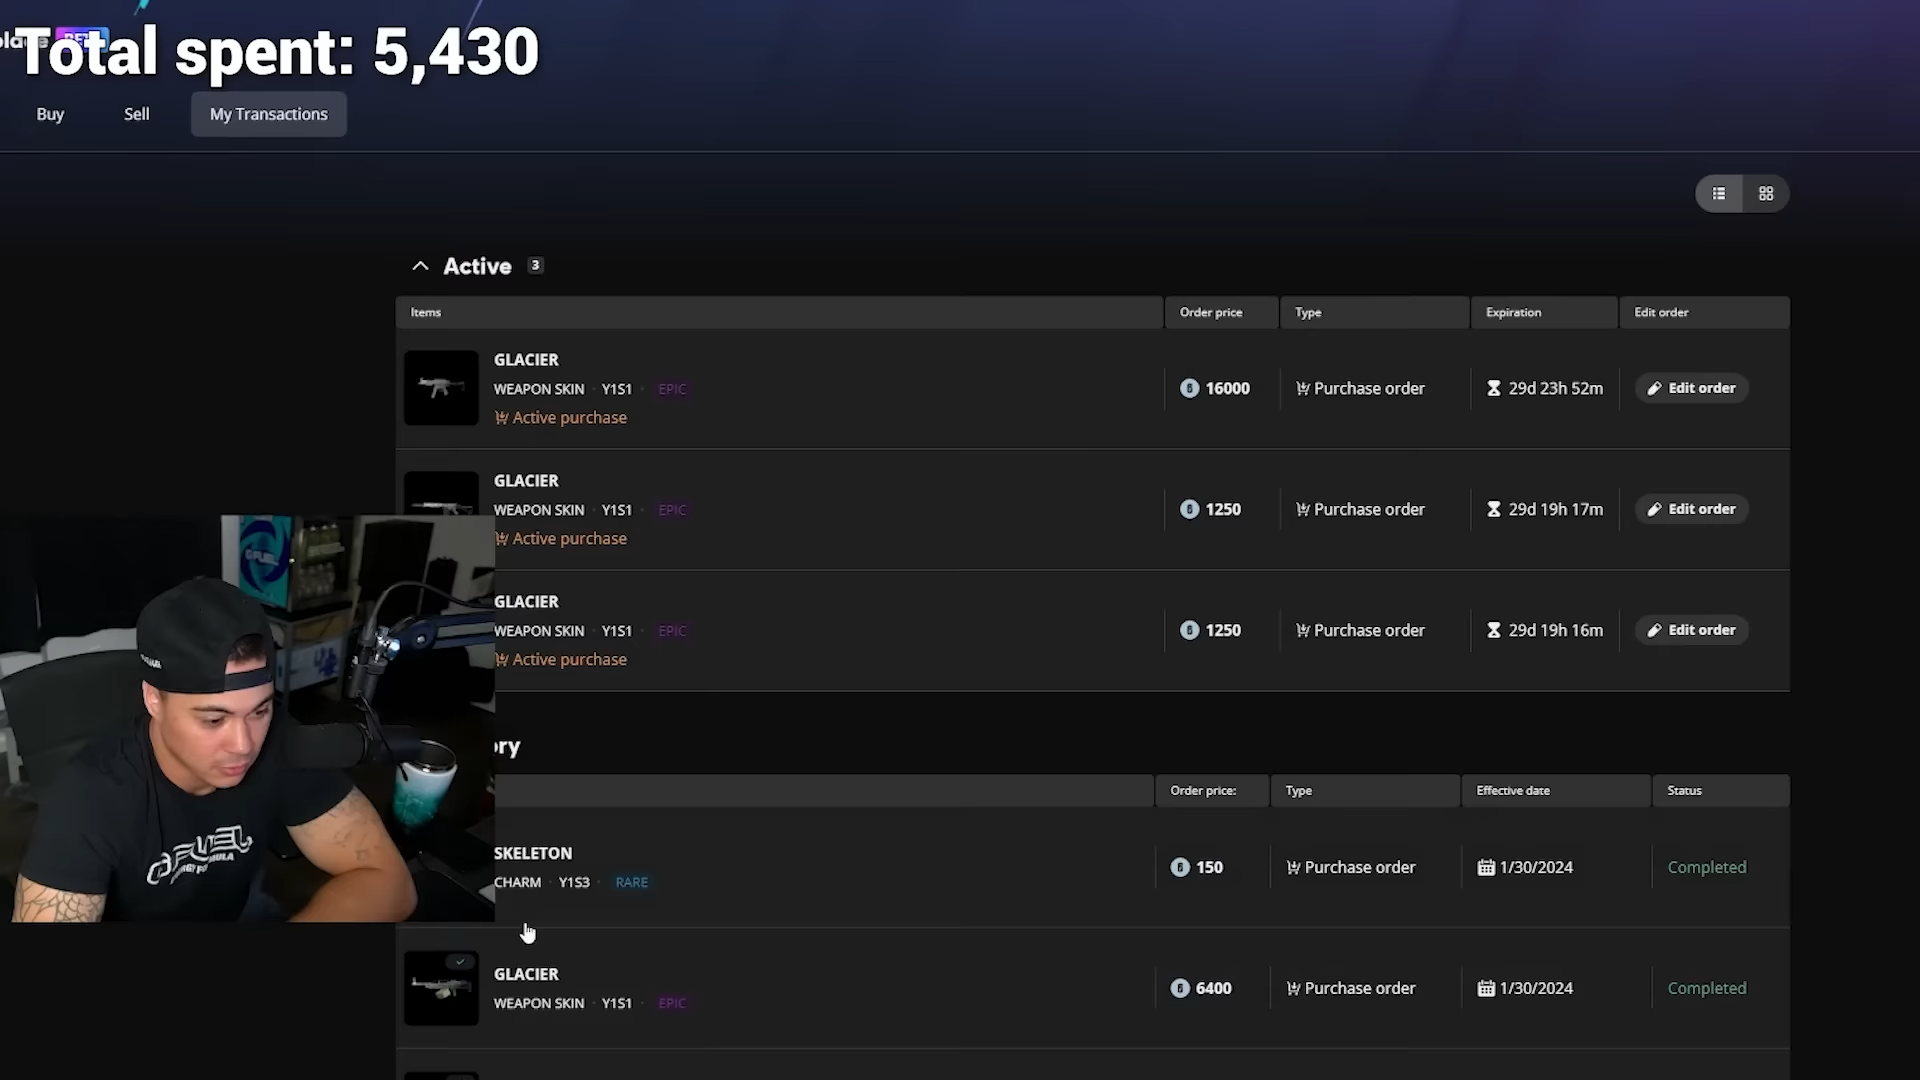 Total spent: 5,430
BETA
Buy
Sell
My Transactions
Active 3
Items
Order price
Type
Expiration
Edit order
GLACIER
WEAPON SKIN · Y1S1 · EPIC
Active purchase
16000
Purchase order
29d 23h 52m
Edit order
GLACIER
WEAPON SKIN · Y1S1 · EPIC
Active purchase
1250
Purchase order
29d 19h 17m
Edit order
GLACIER
WEAPON SKIN · Y1S1 · EPIC
Active purchase
1250
Purchase order
29d 19h 16m
Edit order
ory
Order price:
Type
Effective date
Status
SKELETON
CHARM · Y1S3 · RARE
150
Purchase order
1/30/2024
Completed
GLACIER
WEAPON SKIN · Y1S1 · EPIC
6400
Purchase order
1/30/2024
Completed
G FUEL
GFUEL